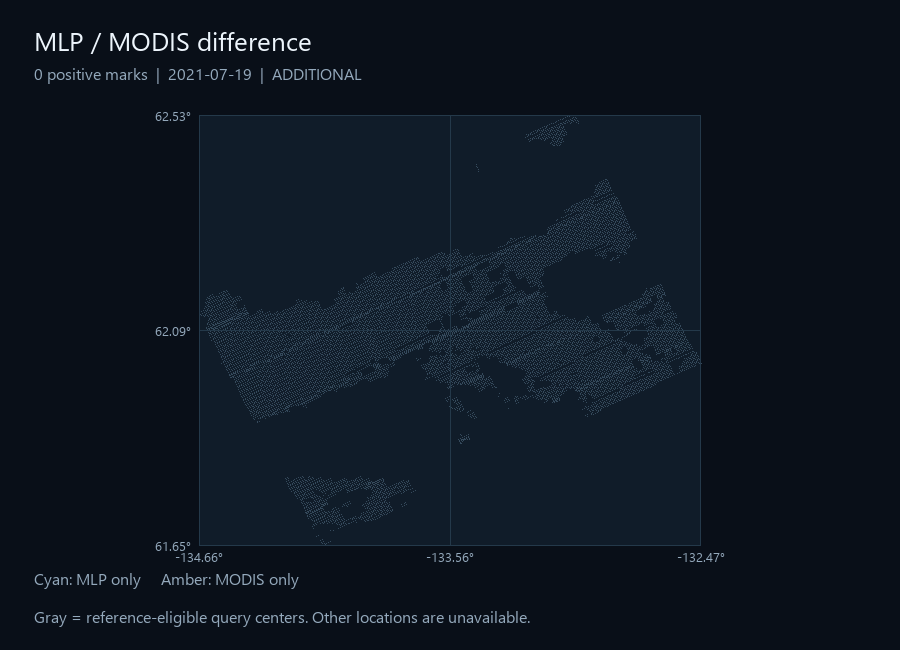 MLP / MODIS difference
0 positive marks | 2021-07-19 | ADDITIONAL
62.53°
62.09°
61.65°
-134.66° -133.56° -132.47°
Cyan: MLP only Amber: MODIS only
Gray = reference-eligible query centers. Other locations are unavailable.